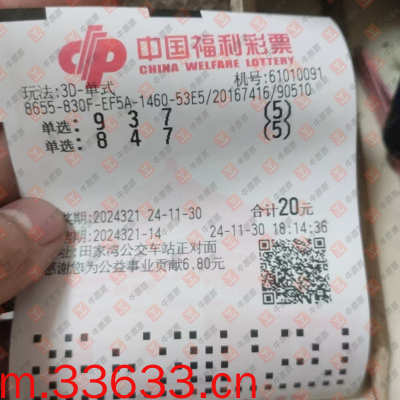 中国福利彩票
CHINA WELFARE LOTTERY
机号:61010091
玩法:3D-单式
8655-830F-EF5A-1460-53E5/20167416/90510
单选: 9 3 7 (5)
单选: 8 4 7 (5)
期:2024321 24-11-30 合计20元
期:2024321-14 24-11-30 18:14:36
田家湾公交车站正对面
感谢您为公益事业贡献6.80元
m.33633.cn